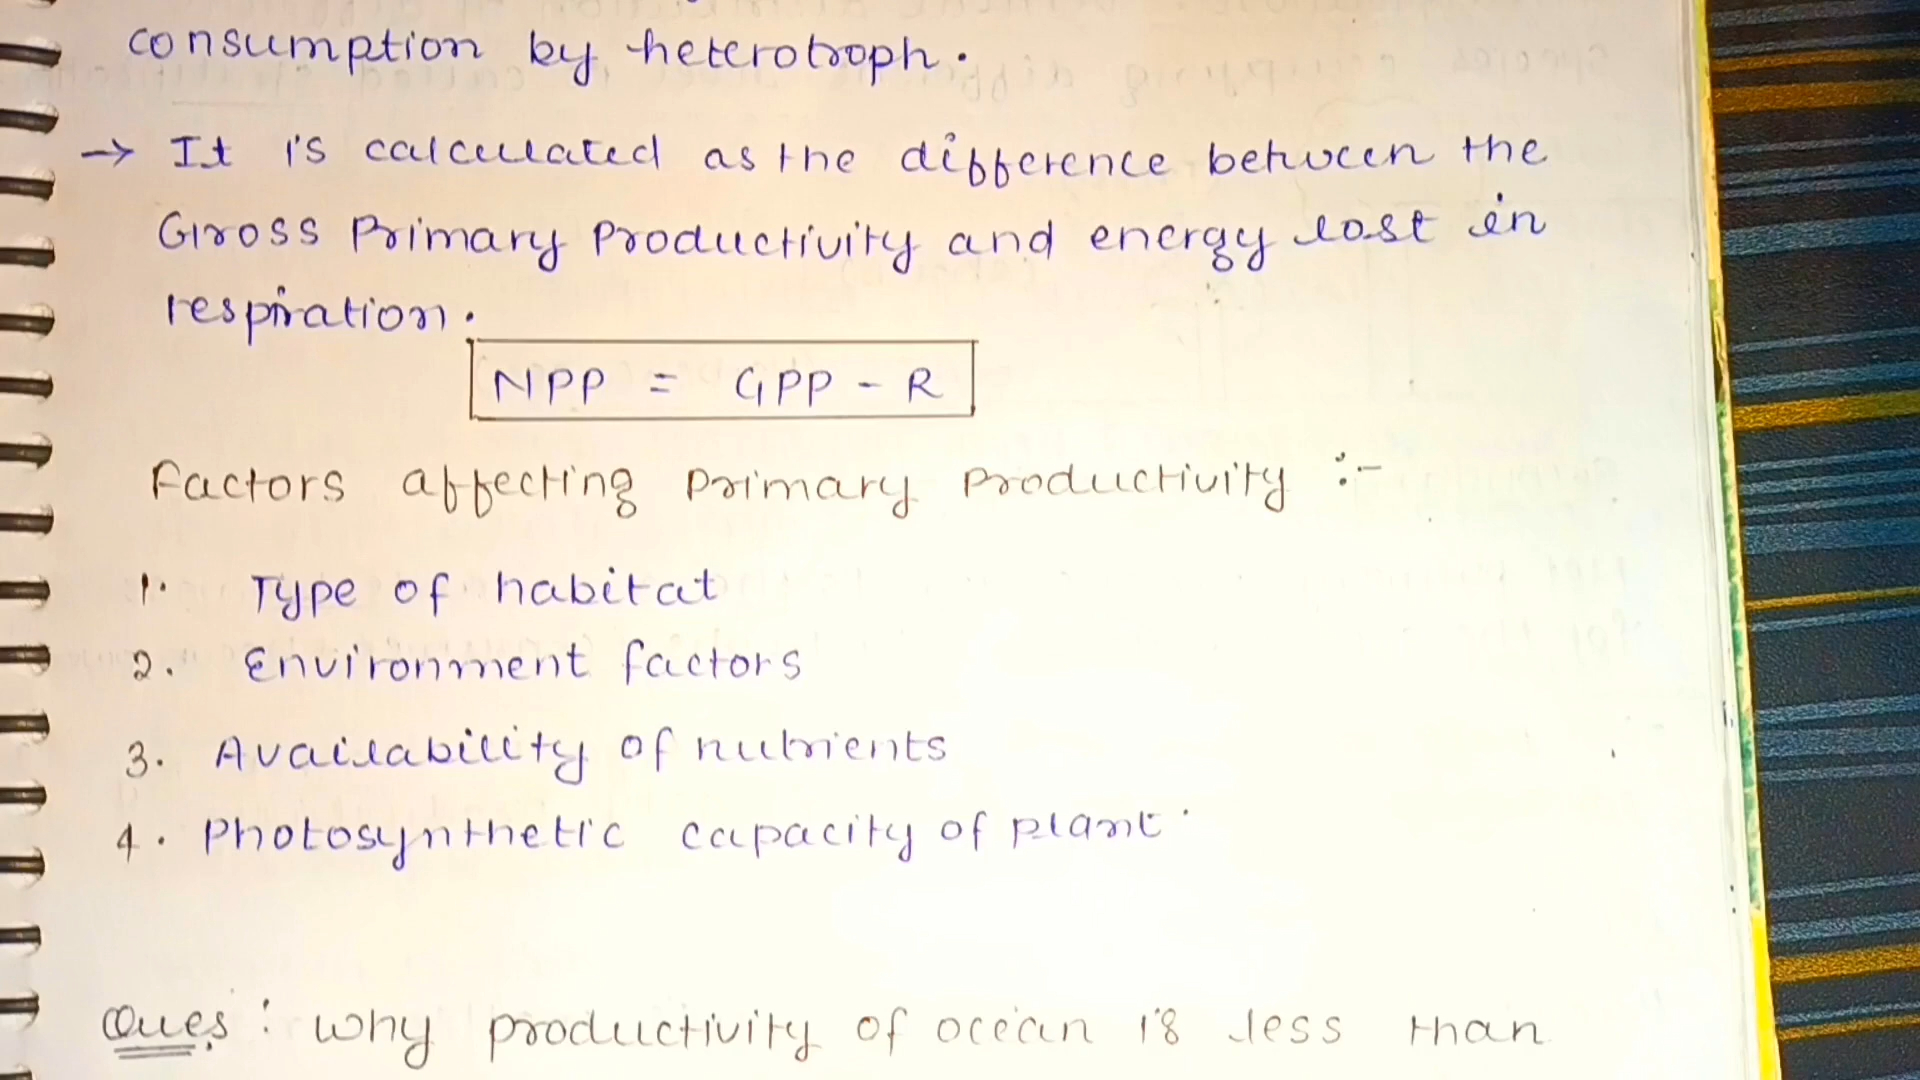 consumption by heterotroph.
→ It is calculated as the difference between the
Gross Primary Productivity and energy lost in
respiration.
NPP = GPP - R
Factors affecting Primary Productivity :-
1. Type of habitat
2. Environment factors
3. Availability of nutrients
4. Photosynthetic capacity of plant.
Ques: Why productivity of ocean is less than